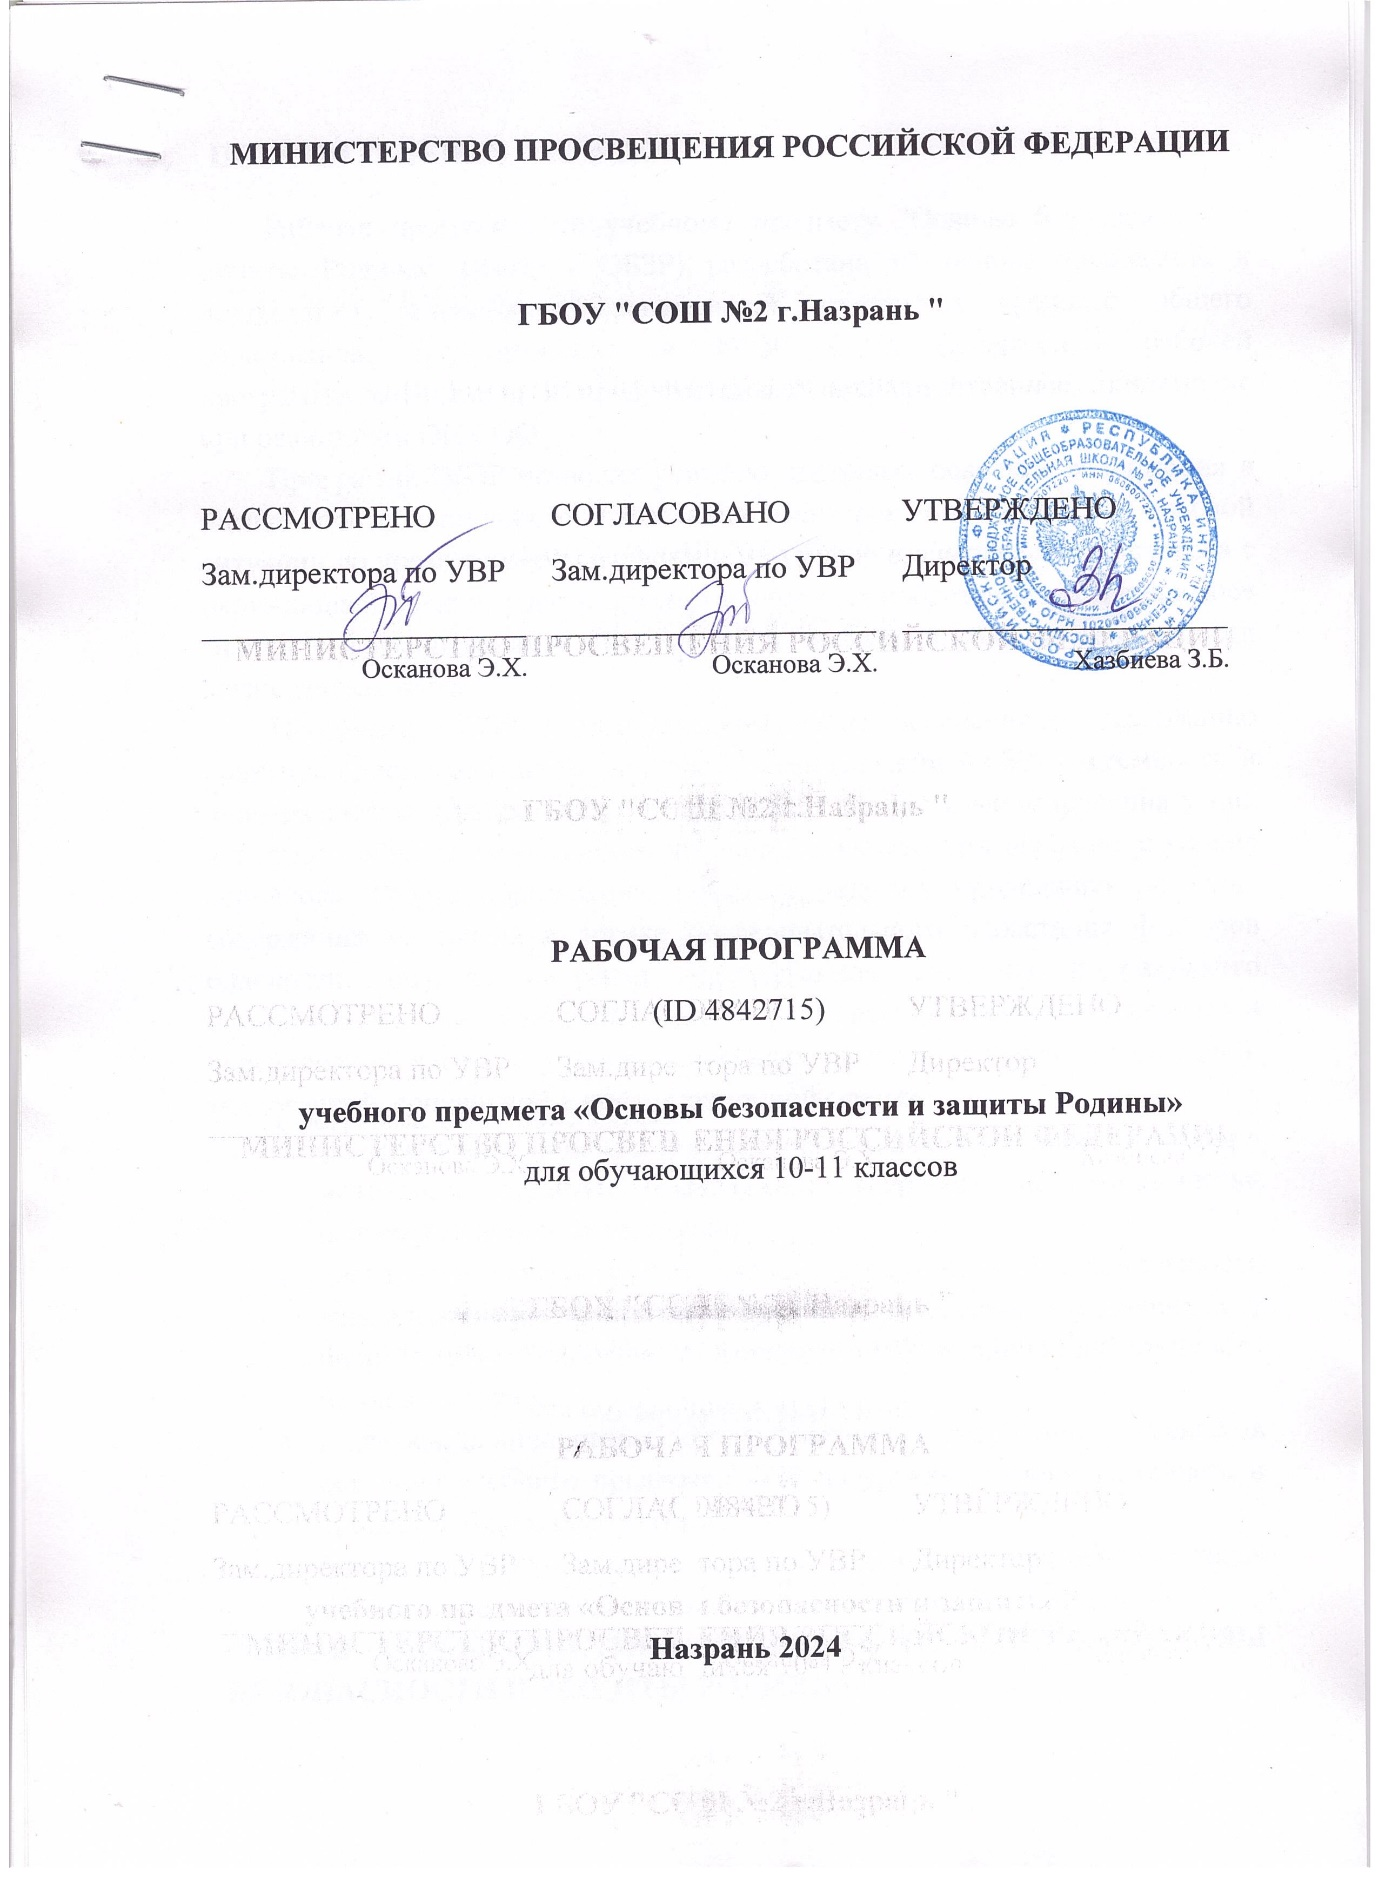 МИНИСТЕРСТВО ПРОСВЕЩЕНИЯ РОССИЙСКОЙ ФЕДЕРАЦИИ
ГБОУ "СОШ №2 г.Назрань "
РАССМОТРЕНО
Зам.директора по УВР
Осканова Э.Х.
СОГЛАСОВАНО
Зам.директора по УВР
Осканова Э.Х.
УТВЕРЖДЕНО
Директор
Хазбиева З.Б.
РАБОЧАЯ ПРОГРАММА
(ID 4842715)
учебного предмета «Основы безопасности и защиты Родины»
для обучающихся 10-11 классов
Назрань 2024